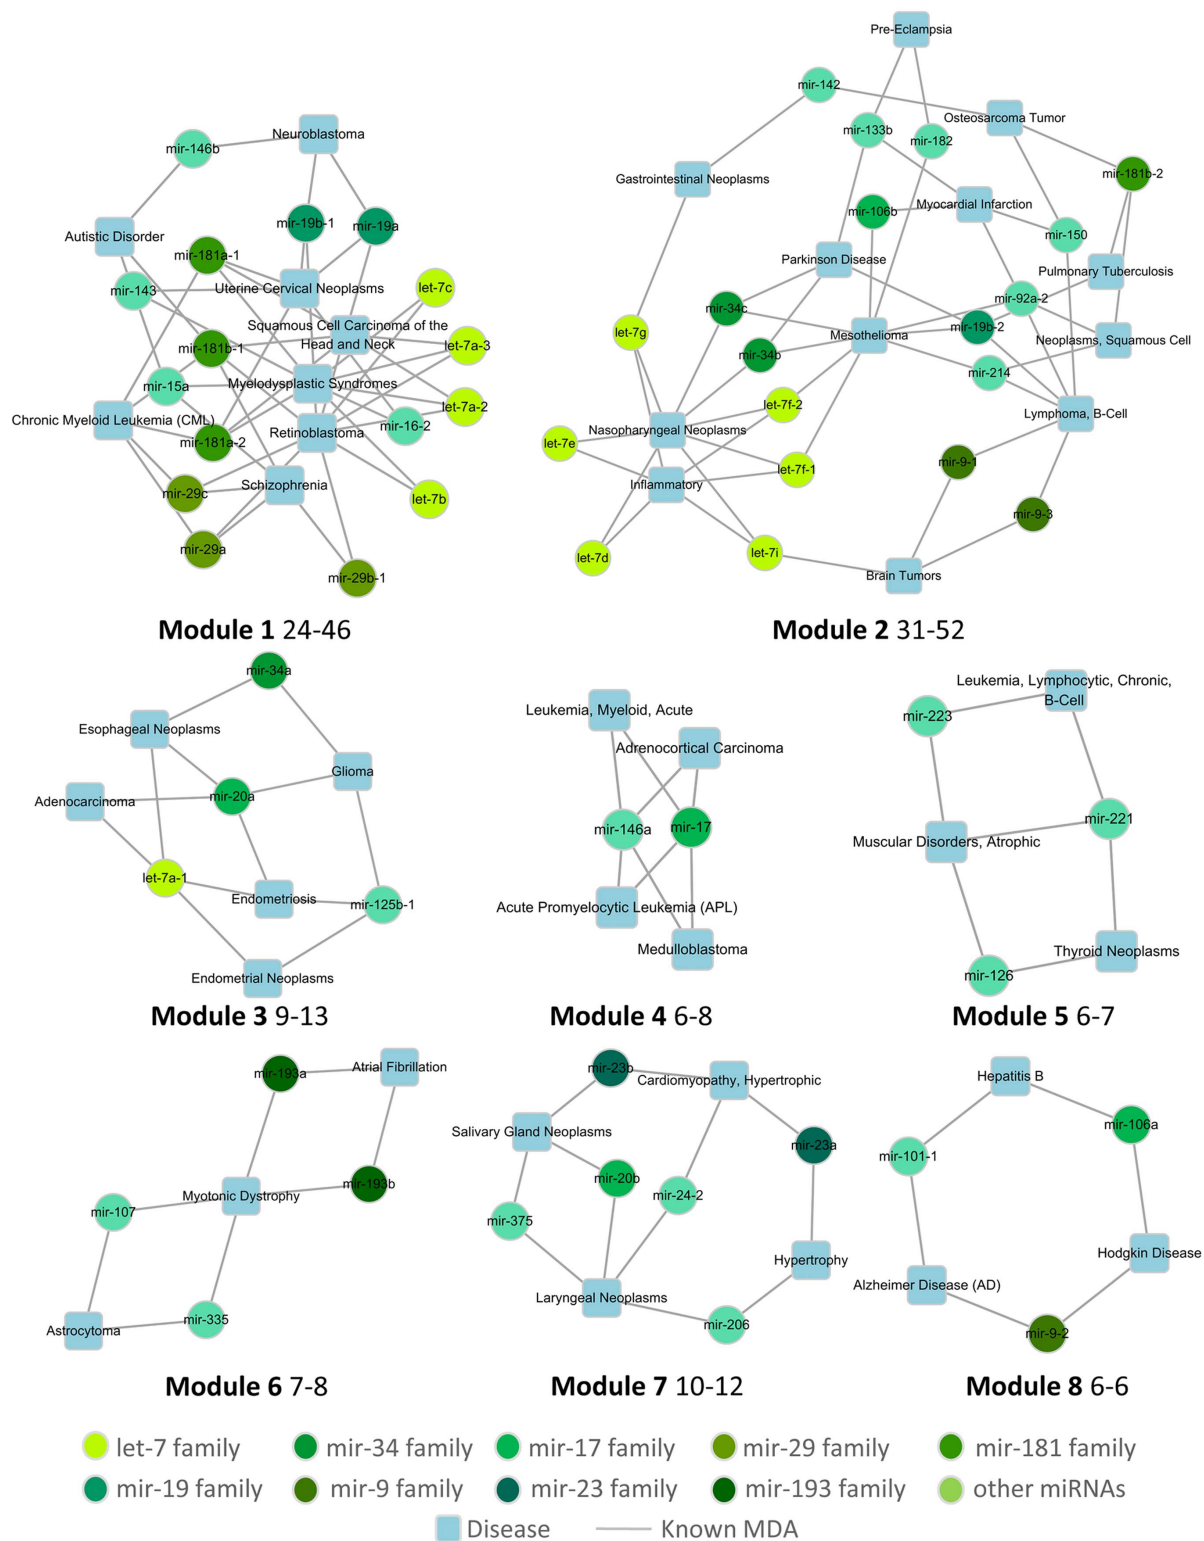 Neuroblastoma
mir-146b
mir-19b-1
mir-19a
Autistic Disorder
mir-181a-1
mir-143
Uterine Cervical Neoplasms
let-7c
Squamous Cell Carcinoma of the
Head and Neck
mir-181b-1
let-7a-3
mir-15a
Myelodysplastic Syndromes
let-7a-2
Chronic Myeloid Leukemia (CML)
mir-16-2
mir-181a-2
Retinoblastoma
mir-29c
Schizophrenia
let-7b
mir-29a
mir-29b-1
Module 1 24-46
Pre-Eclampsia
mir-142
Osteosarcoma Tumor
mir-133b
mir-182
Gastrointestinal Neoplasms
mir-181b-2
mir-106b
Myocardial Infarction
mir-150
Parkinson Disease
Pulmonary Tuberculosis
mir-34c
mir-92a-2
let-7g
Mesothelioma
mir-19b-2
Neoplasms, Squamous Cell
mir-34b
mir-214
let-7f-2
Lymphoma, B-Cell
Nasopharyngeal Neoplasms
let-7e
let-7f-1
mir-9-1
Inflammatory
mir-9-3
let-7d
let-7i
Brain Tumors
Module 2 31-52
mir-34a
Esophageal Neoplasms
Glioma
Adenocarcinoma
mir-20a
let-7a-1
Endometriosis
mir-125b-1
Endometrial Neoplasms
Module 3 9-13
Leukemia, Myeloid, Acute
Adrenocortical Carcinoma
mir-146a
mir-17
Acute Promyelocytic Leukemia (APL)
Medulloblastoma
Module 4 6-8
Leukemia, Lymphocytic, Chronic,
B-Cell
mir-223
mir-221
Muscular Disorders, Atrophic
Thyroid Neoplasms
mir-126
Module 5 6-7
mir-193a
Atrial Fibrillation
Myotonic Dystrophy
mir-193b
mir-107
mir-335
Astrocytoma
Module 6 7-8
mir-23b
Cardiomyopathy, Hypertrophic
Salivary Gland Neoplasms
mir-23a
mir-20b
mir-24-2
mir-375
Hypertrophy
Laryngeal Neoplasms
mir-206
Module 7 10-12
Hepatitis B
mir-106a
mir-101-1
Hodgkin Disease
Alzheimer Disease (AD)
mir-9-2
Module 8 6-6
let-7 family
mir-34 family
mir-17 family
mir-29 family
mir-181 family
mir-19 family
mir-9 family
mir-23 family
mir-193 family
other miRNAs
Disease
Known MDA